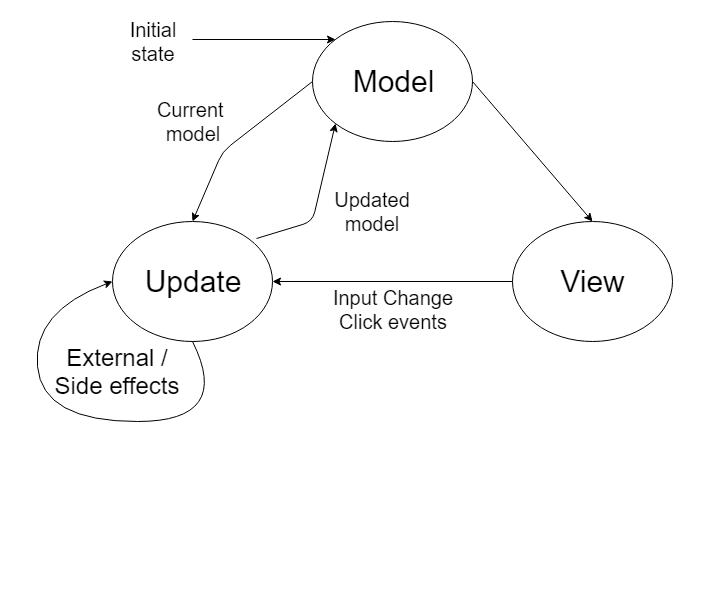 Initial
state
Model
Current
model
Updated
model
Update
View
Input Change
Click events
External /
Side effects